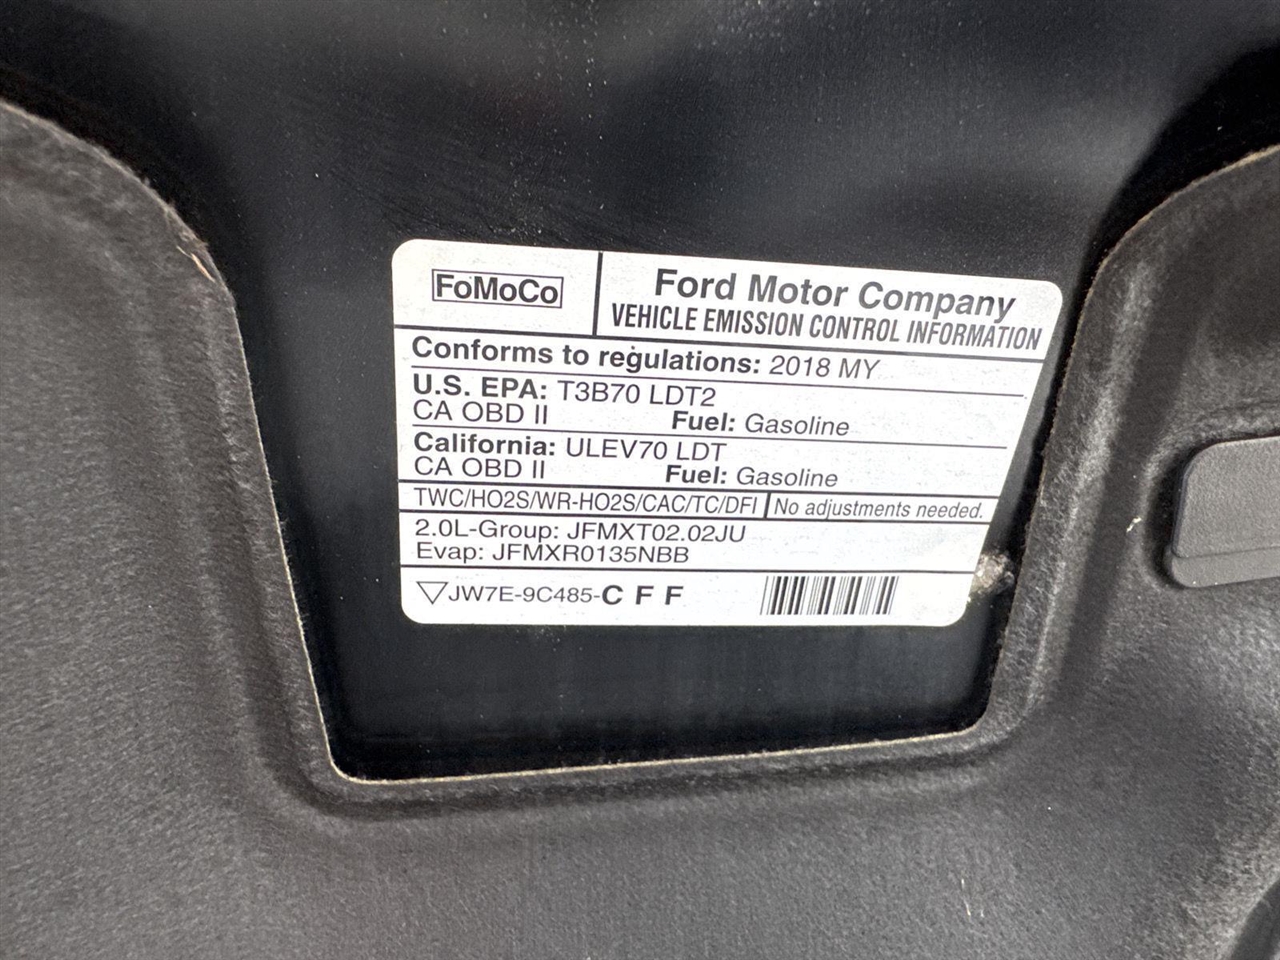 FoMoCo
Ford Motor Company
VEHICLE EMISSION CONTROL INFORMATION
Conforms to regulations: 2018 MY
U.S. EPA: T3B70 LDT2
CA OBD II Fuel: Gasoline
California: ULEV70 LDT
CA OBD II Fuel: Gasoline
TWC/HO2S/WR-HO2S/CAC/TC/DFI No adjustments needed.
2.0L-Group: JFMXT02.02JU
Evap: JFMXR0135NBB
JW7E-9C485-C F F